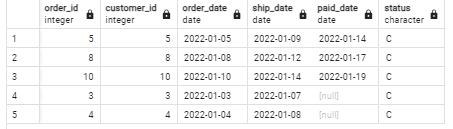 order_id integer customer_id integer order_date date ship_date date paid_date date status character
1 5 5 2022-01-05 2022-01-09 2022-01-14 C
2 8 8 2022-01-08 2022-01-12 2022-01-17 C
3 10 10 2022-01-10 2022-01-14 2022-01-19 C
4 3 3 2022-01-03 2022-01-07 [null] C
5 4 4 2022-01-04 2022-01-08 [null] C